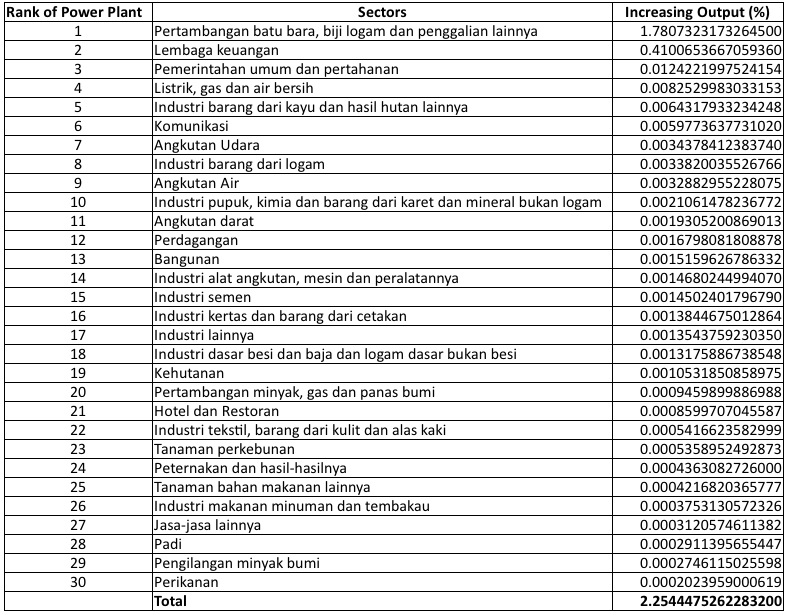 Rank of Power Plant Sectors Increasing Output (%)
1 Pertambangan batu bara, biji logam dan penggalian lainnya 1.7807323173264500
2 Lembaga keuangan 0.4100653667059360
3 Pemerintahan umum dan pertahanan 0.0124221997524154
4 Listrik, gas dan air bersih 0.0082529983033153
5 Industri barang dari kayu dan hasil hutan lainnya 0.0064317933234248
6 Komunikasi 0.0059773637731020
7 Angkutan Udara 0.0034378412383740
8 Industri barang dari logam 0.0033820035526766
9 Angkutan Air 0.0032882955228075
10 Industri pupuk, kimia dan barang dari karet dan mineral bukan logam 0.0021061478236772
11 Angkutan darat 0.0019305200869013
12 Perdagangan 0.0016798081808878
13 Bangunan 0.0015159626786332
14 Industri alat angkutan, mesin dan peralatannya 0.0014680244994070
15 Industri semen 0.0014502401796790
16 Industri kertas dan barang dari cetakan 0.0013844675012864
17 Industri lainnya 0.0013543759230350
18 Industri dasar besi dan baja dan logam dasar bukan besi 0.0013175886738548
19 Kehutanan 0.0010531850858975
20 Pertambangan minyak, gas dan panas bumi 0.0009459899886988
21 Hotel dan Restoran 0.0008599707045587
22 Industri tekstil, barang dari kulit dan alas kaki 0.0005416623582999
23 Tanaman perkebunan 0.0005358952492873
24 Peternakan dan hasil-hasilnya 0.0004363082726000
25 Tanaman bahan makanan lainnya 0.0004216820365777
26 Industri makanan minuman dan tembakau 0.0003753130572326
27 Jasa-jasa lainnya 0.0003120574611382
28 Padi 0.0002911395655447
29 Pengilangan minyak bumi 0.0002746115025598
30 Perikanan 0.0002023959000619
Total 2.2544475262283200